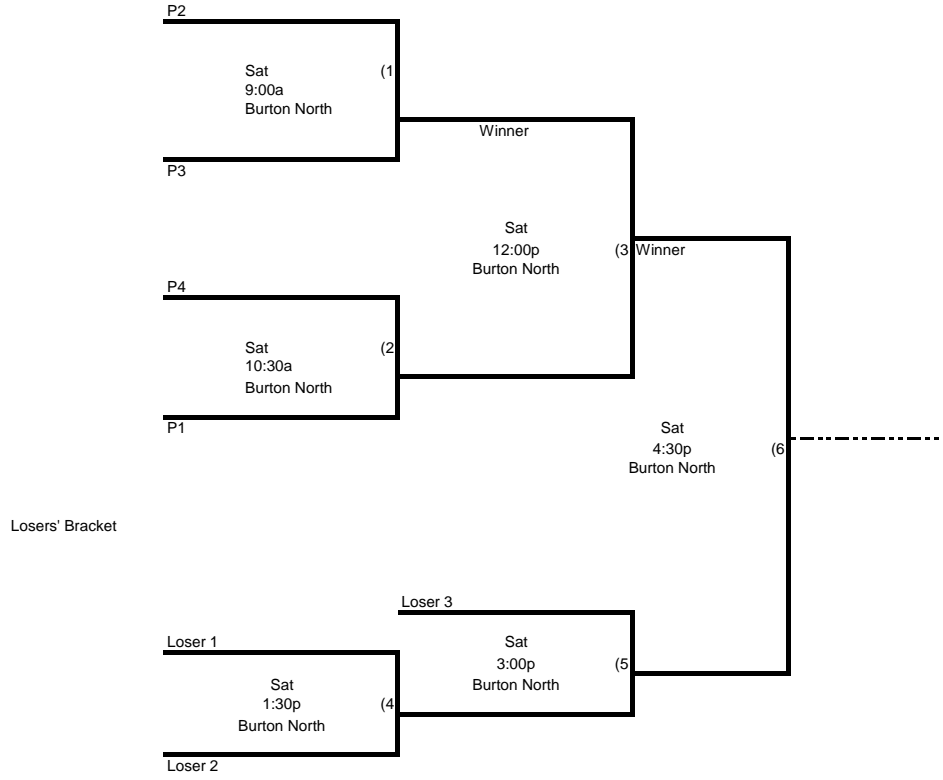 P2
Sat
(1
9:00a
Burton North
Winner
P3
Sat
12:00p
(3
Winner
Burton North
P4
Sat
(2
10:30a
Burton North
P1
Sat
4:30p
(6
Burton North
Losers' Bracket
Loser 3
Loser 1
Sat
3:00p
(5
Burton North
Sat
1:30p
(4
Burton North
Loser 2